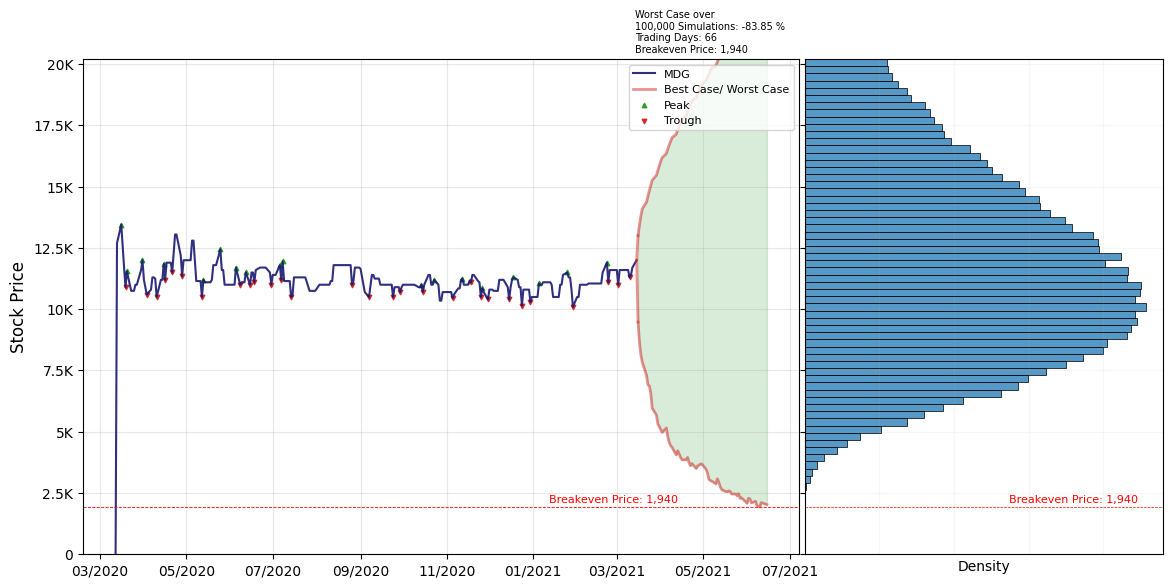 Worst Case over
100,000 Simulations: -83.85 %
Trading Days: 66
Breakeven Price: 1,940
MDG
Best Case/ Worst Case
Peak
Trough
Stock Price
20K
17.5K
15K
12.5K
10K
7.5K
5K
2.5K
0
Breakeven Price: 1,940
Breakeven Price: 1,940
03/2020 05/2020 07/2020 09/2020 11/2020 01/2021 03/2021 05/2021 07/2021
Density